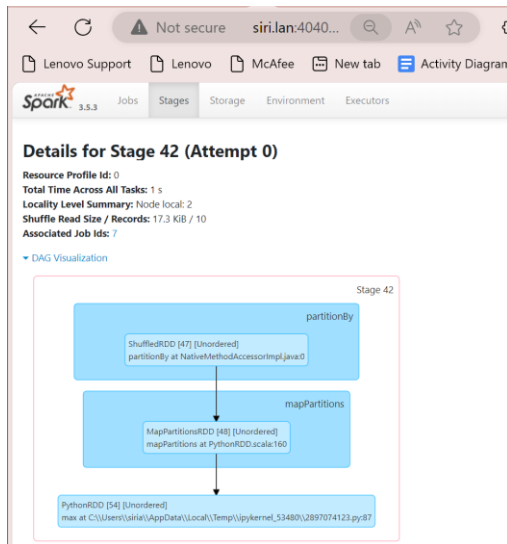 Not secure siri.lan:4040...
Lenovo Support Lenovo McAfee New tab Activity Diagram
APACHE
Spark 3.5.3 Jobs Stages Storage Environment Executors
Details for Stage 42 (Attempt 0)
Resource Profile Id: 0
Total Time Across All Tasks: 1 s
Locality Level Summary: Node local: 2
Shuffle Read Size / Records: 17.3 KiB / 10
Associated Job Ids: 7
DAG Visualization
Stage 42
partitionBy
ShuffledRDD [47] [Unordered]
partitionBy at NativeMethodAccessorImpl.java:0
mapPartitions
MapPartitionsRDD [48] [Unordered]
mapPartitions at PythonRDD.scala:160
PythonRDD [54] [Unordered]
max at C:\\Users\\siria\\AppData\\Local\\Temp\\ipykernel_53480\\2897074123.py:87